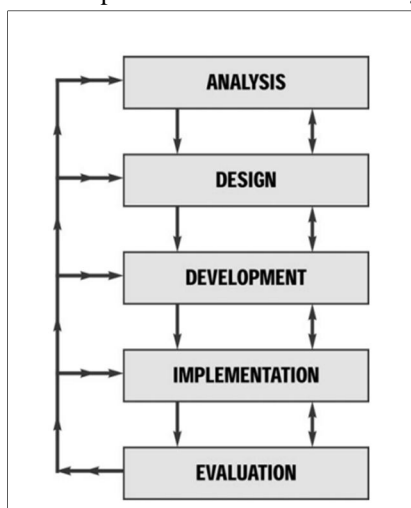 ANALYSIS
DESIGN
DEVELOPMENT
IMPLEMENTATION
EVALUATION